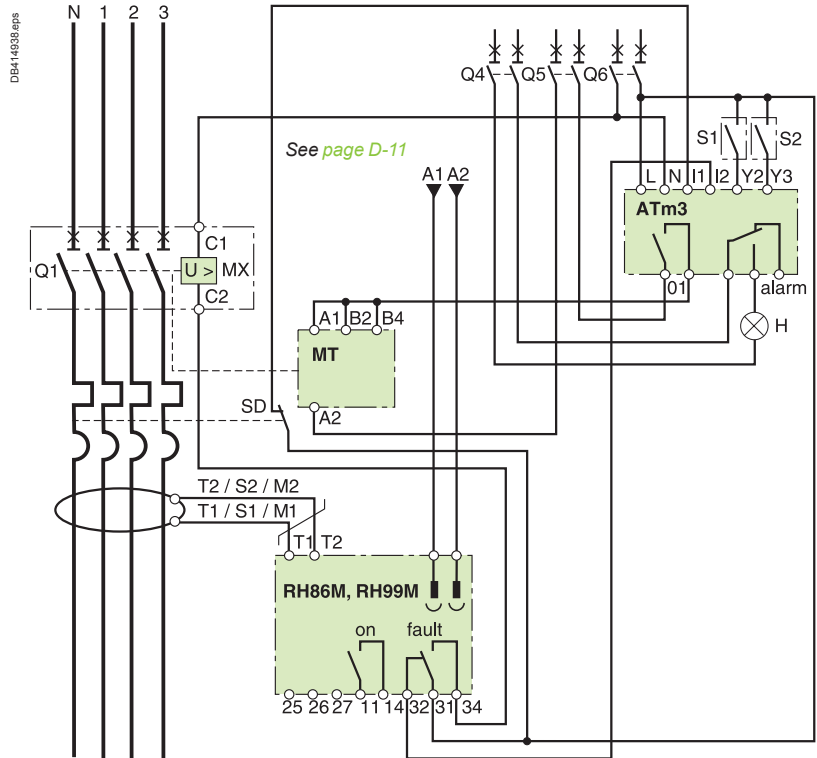 DB414938.eps
N 1 2 3
Q4 Q5 Q6
See page D-11
S1 S2
A1 A2
L N I1 I2 Y2 Y3
ATm3
C1
Q1 U > MX
C2
01 alarm
A1 B2 B4
H
MT
SD
A2
T2 / S2 / M2
T1 / S1 / M1
T1 T2
RH86M, RH99M
on fault
25 26 27 11 14 32 31 34